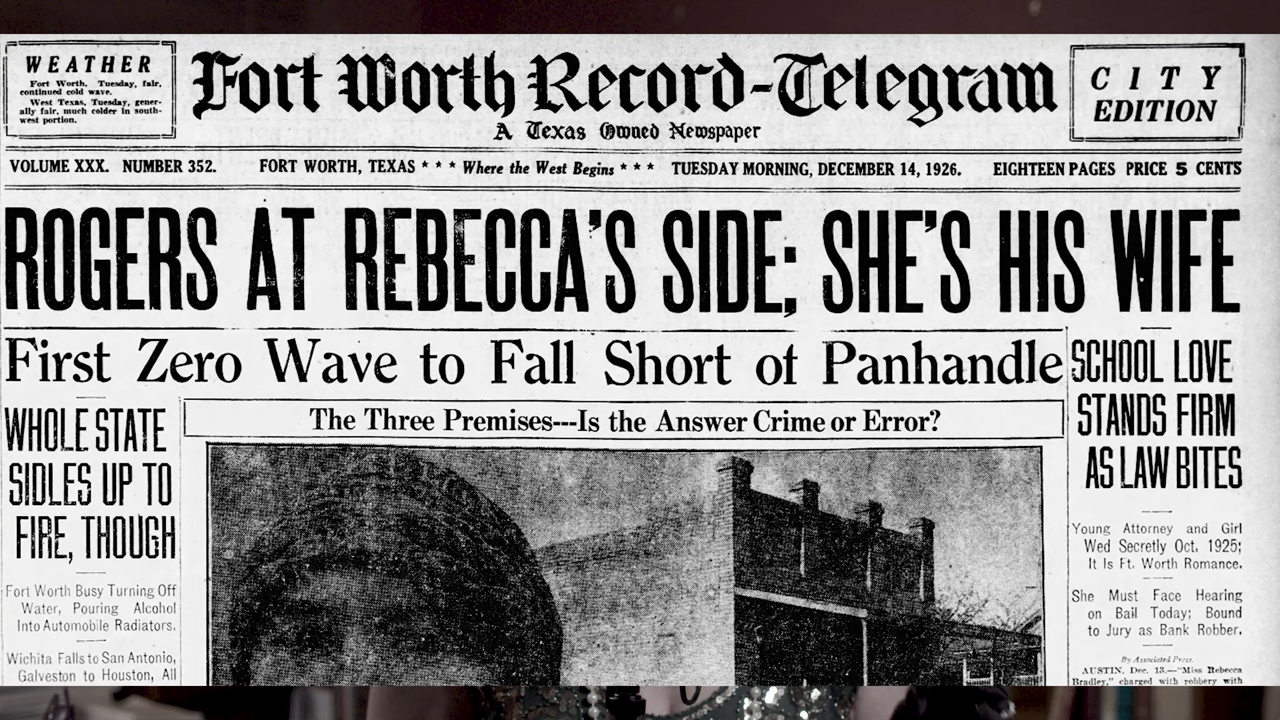 WEATHER
Fort Worth, Tuesday, fair,
continued cold wave.
West Texas, Tuesday, gener-
ally fair, much colder in south-
west portion.
Fort Worth Record-Telegram
A Texas Owned Newspaper
CITY
EDITION
VOLUME XXX. NUMBER 352. FORT WORTH, TEXAS * * * Where the West Begins * * * TUESDAY MORNING, DECEMBER 14, 1926. EIGHTEEN PAGES PRICE 5 CENTS
ROGERS AT REBECCA'S SIDE; SHE'S HIS WIFE
First Zero Wave to Fall Short of Panhandle
WHOLE STATE
SIDLES UP TO
FIRE, THOUGH
Fort Worth Busy Turning Off
Water, Pouring Alcohol
Into Automobile Radiators.
Wichita Falls to San Antonio,
Galveston to Houston, All
The Three Premises---Is the Answer Crime or Error?
SCHOOL LOVE
STANDS FIRM
AS LAW BITES
Young Attorney and Girl
Wed Secretly Oct. 1925;
It Is Ft. Worth Romance.
She Must Face Hearing
on Bail Today; Bound
to Jury as Bank Robber.
By Associated Press.
AUSTIN, Dec. 13.—"Miss Rebecca
Bradley," charged with robbery with